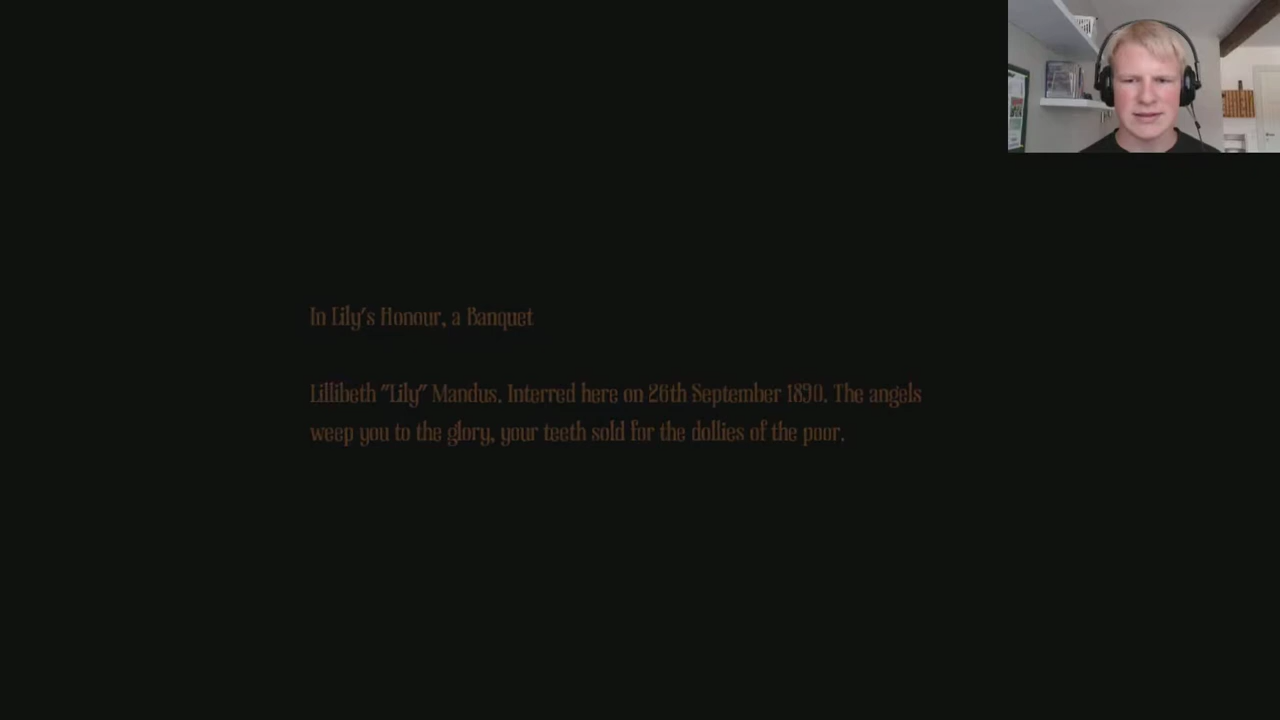 In Lily's Honour, a Banquet
Lillibeth "Lily" Mandus. Interred here on 26th September 1890. The angels
weep you to the glory, your teeth sold for the dollies of the poor.